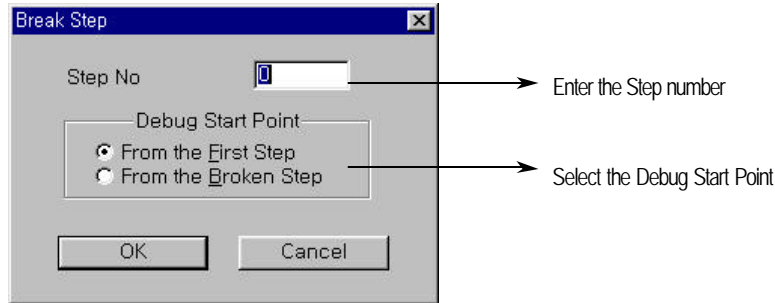 Break Step
Step No 0 Enter the Step number
Debug Start Point
From the First Step
From the Broken Step
Select the Debug Start Point
OK Cancel